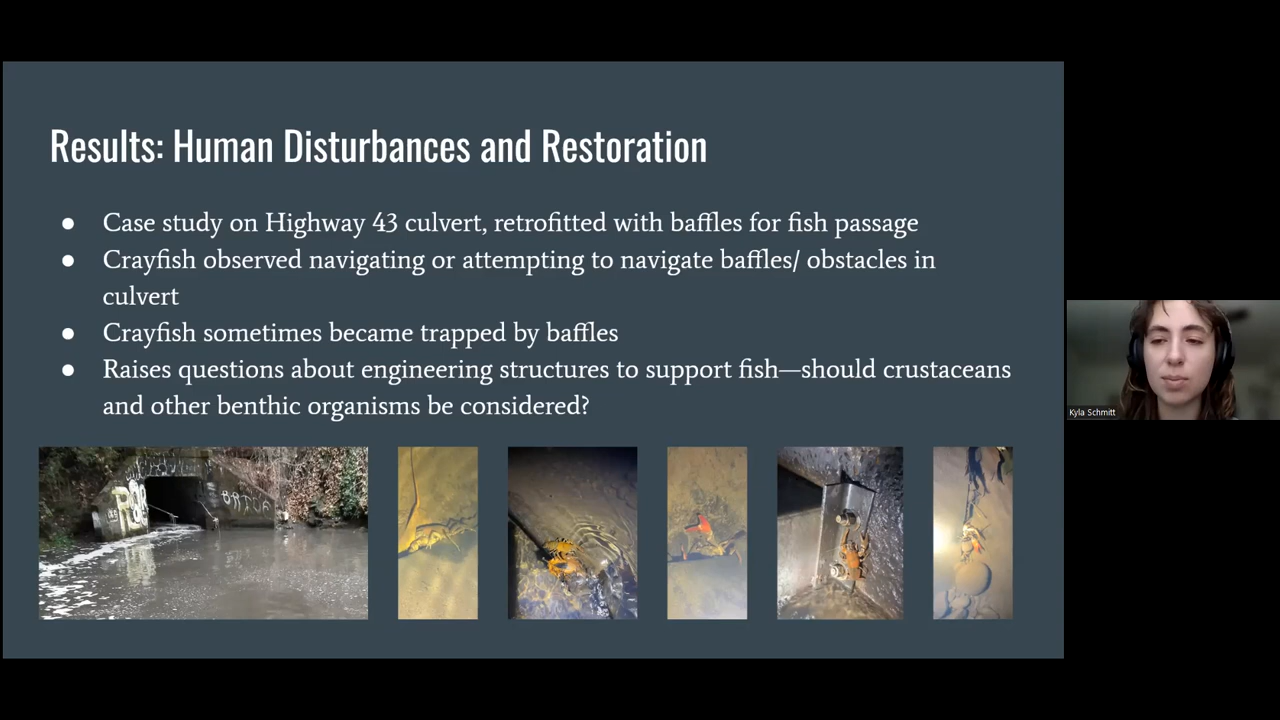 Results: Human Disturbances and Restoration
● Case study on Highway 43 culvert, retrofitted with baffles for fish passage
● Crayfish observed navigating or attempting to navigate baffles/ obstacles in
culvert
● Crayfish sometimes became trapped by baffles
● Raises questions about engineering structures to support fish—should crustaceans
and other benthic organisms be considered?
Kyla Schmitt